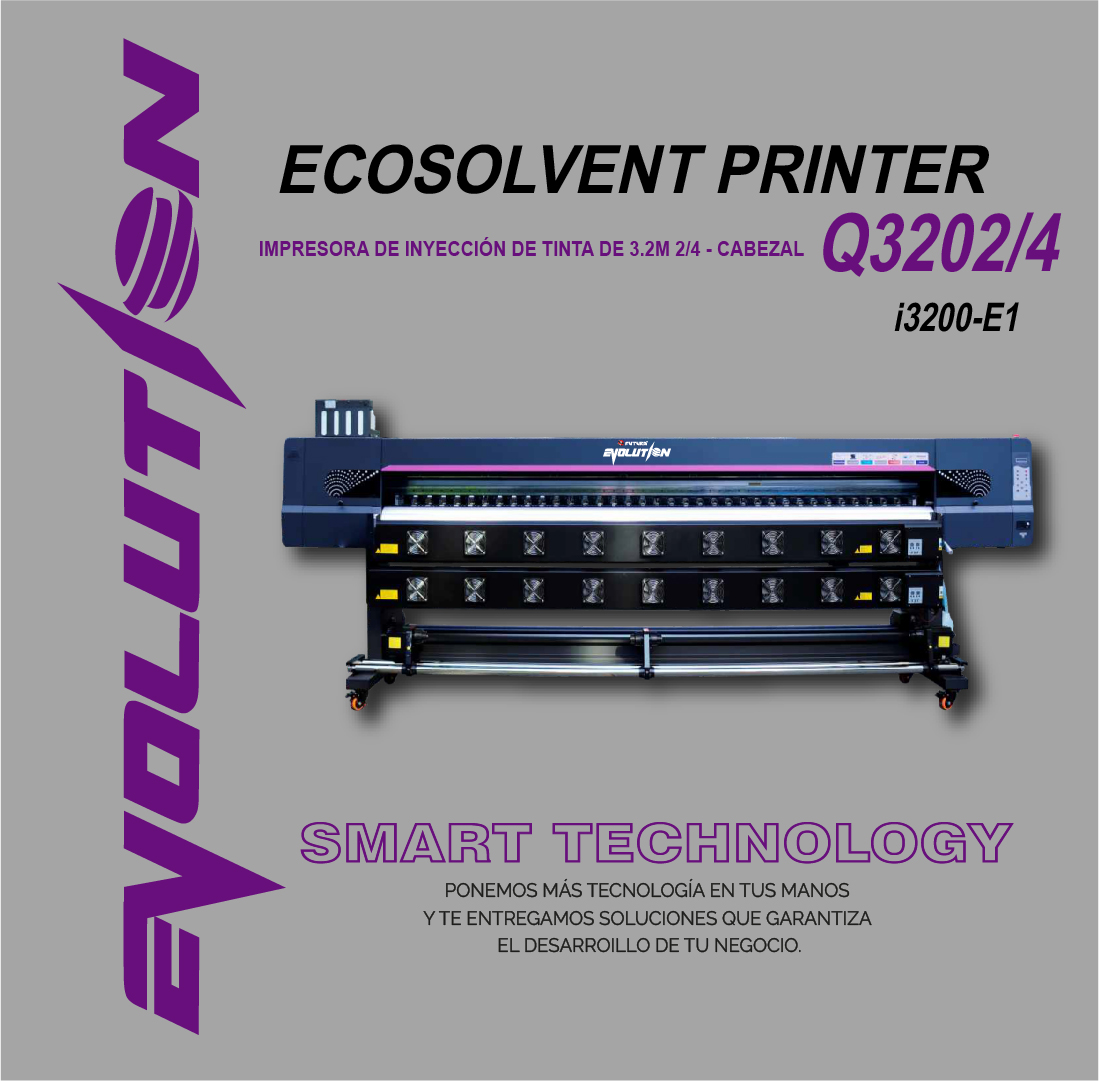 EVOLUTION
ECOSOLVENT PRINTER
IMPRESORA DE INYECCIÓN DE TINTA DE 3.2M 2/4 - CABEZAL
Q3202/4
i3200-E1
FUTURA
EVOLUTION
SMART TECHNOLOGY
PONEMOS MÁS TECNOLOGÍA EN TUS MANOS
Y TE ENTREGAMOS SOLUCIONES QUE GARANTIZA
EL DESARROILLO DE TU NEGOCIO.